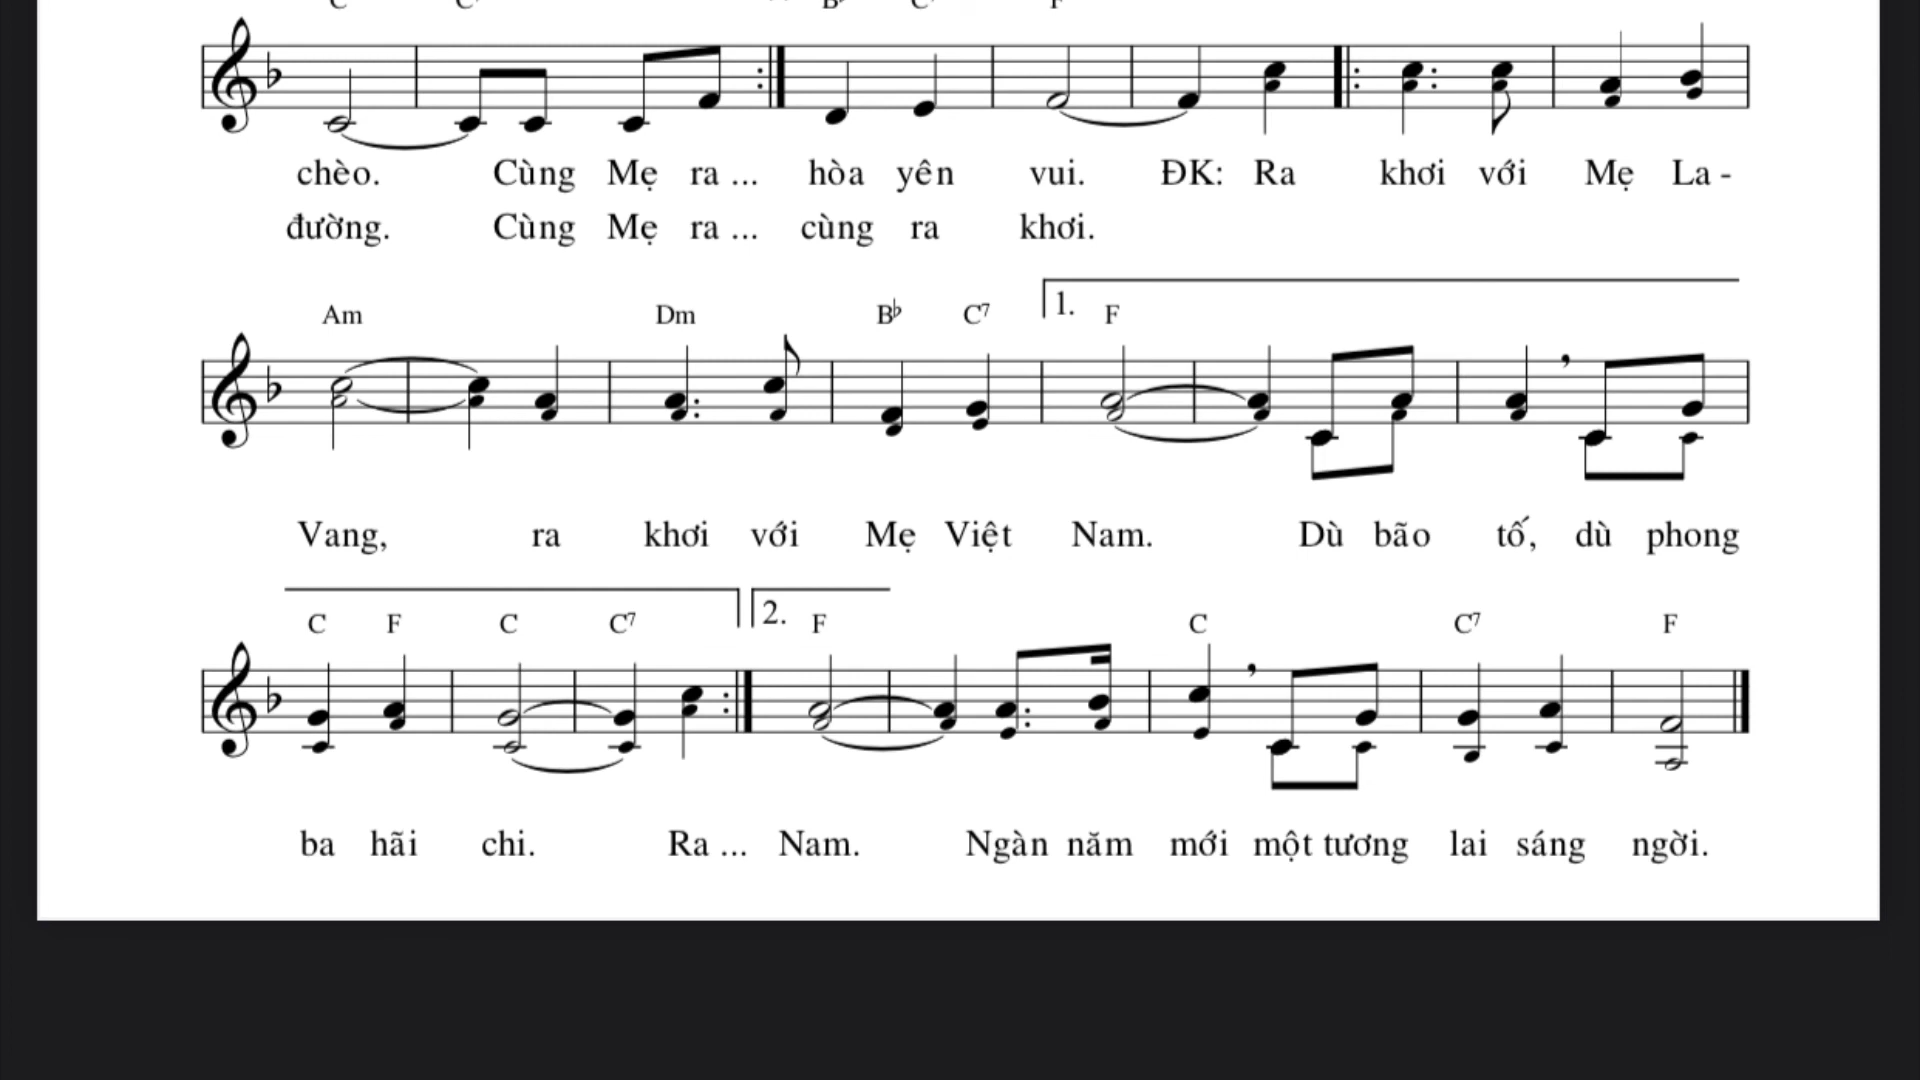 chèo. Cùng Mẹ ra ... hòa yên vui. ĐK: Ra khơi với Mẹ La -
đường. Cùng Mẹ ra ... cùng ra khơi.
1.
Am Dm B♭ C7 F
Vang, ra khơi với Mẹ Việt Nam. Dù bão tố, dù phong
2.
C F C C7 F C C7 F
ba hãi chi. Ra ... Nam. Ngàn năm mới một tương lai sáng ngời.